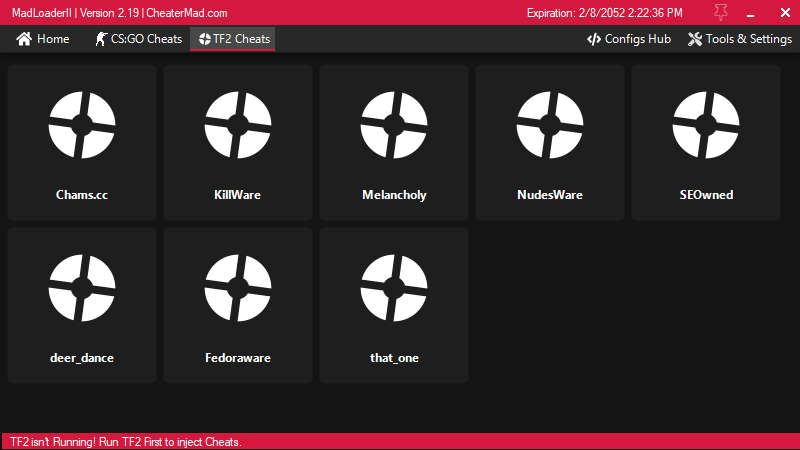 MadLoaderII | Version 2.19 | CheaterMad.com Expiration: 2/8/2052 2:22:36 PM
Home CS:GO Cheats TF2 Cheats Configs Hub Tools & Settings
Chams.cc KillWare Melancholy NudesWare SEOwned
deer_dance Fedoraware that_one
TF2 isn't Running! Run TF2 First to inject Cheats.